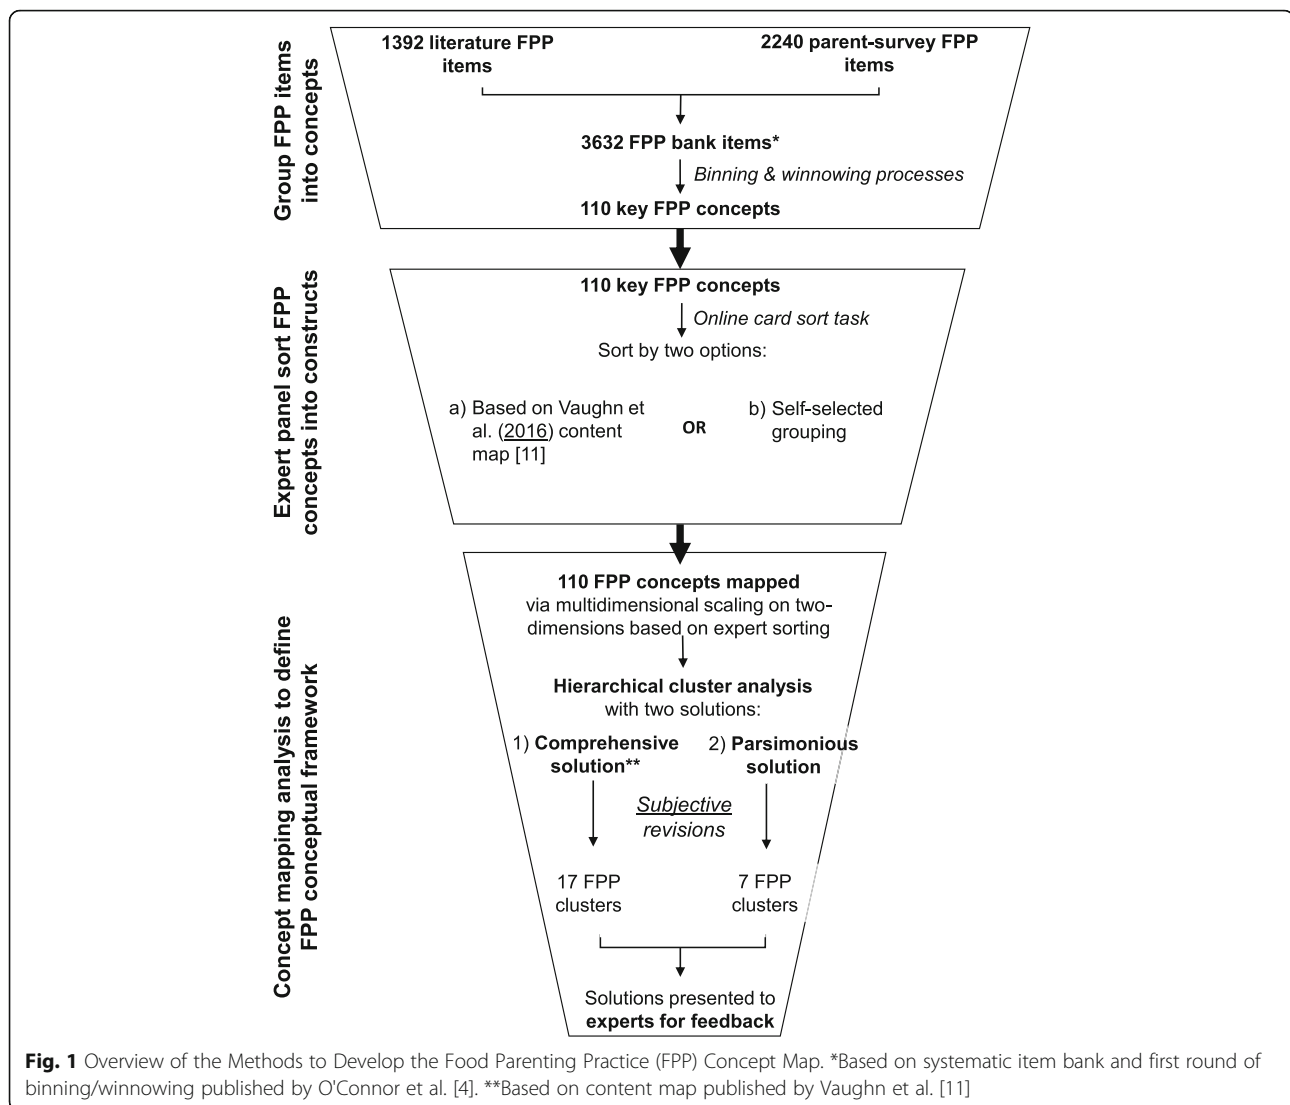 Group FPP items
into concepts
1392 literature FPP
items
2240 parent-survey FPP
items
3632 FPP bank items*
Binning & winnowing processes
110 key FPP concepts
Expert panel sort FPP
concepts into constructs
110 key FPP concepts
Online card sort task
Sort by two options:
a) Based on Vaughn et
al. (2016) content
map [11]
OR
b) Self-selected
grouping
Concept mapping analysis to define
FPP conceptual framework
110 FPP concepts mapped
via multidimensional scaling on two-
dimensions based on expert sorting
Hierarchical cluster analysis
with two solutions:
1) Comprehensive
solution**
2) Parsimonious
solution
Subjective
revisions
17 FPP
clusters
7 FPP
clusters
Solutions presented to
experts for feedback
Fig. 1 Overview of the Methods to Develop the Food Parenting Practice (FPP) Concept Map. *Based on systematic item bank and first round of
binning/winnowing published by O'Connor et al. [4]. **Based on content map published by Vaughn et al. [11]